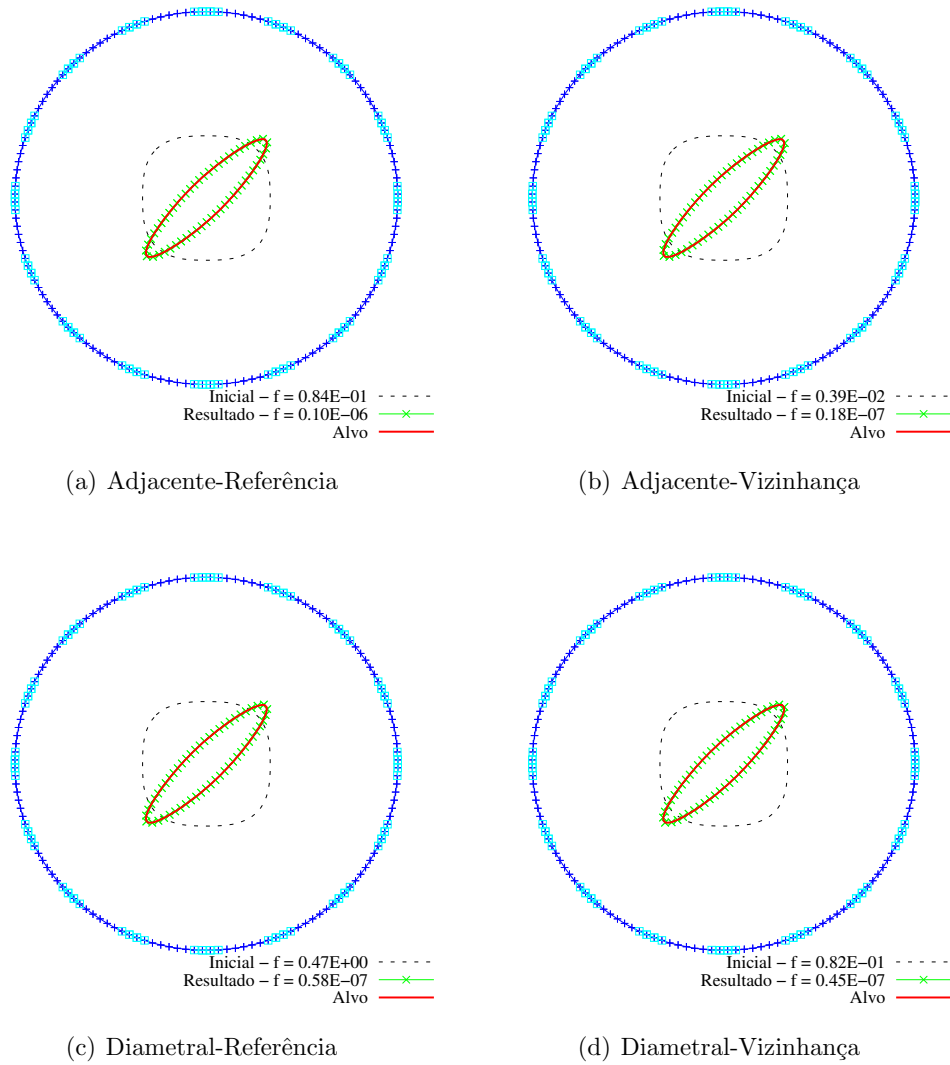 Inicial – f = 0.84E−01
Resultado – f = 0.10E−06
Alvo
(a) Adjacente-Referência
Inicial – f = 0.39E−02
Resultado – f = 0.18E−07
Alvo
(b) Adjacente-Vizinhança
Inicial – f = 0.47E+00
Resultado – f = 0.58E−07
Alvo
(c) Diametral-Referência
Inicial – f = 0.82E−01
Resultado – f = 0.45E−07
Alvo
(d) Diametral-Vizinhança